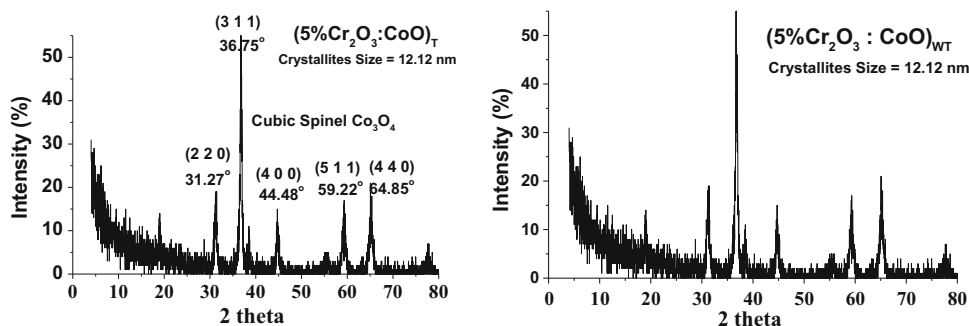 (3 1 1)
36.75°
(5%Cr₂O₃:CoO)T
Crystallites Size = 12.12 nm
Cubic Spinel Co₃O₄
(2 2 0)
31.27°
(4 0 0)
44.48°
(5 1 1)
59.22°
(4 4 0)
64.85°
Intensity (%)
50
40
30
20
10
0
0 10 20 30 40 50 60 70 80
2 theta
(5%Cr₂O₃ : CoO)WT
Crystallites Size = 12.12 nm
Intensity (%)
50
40
30
20
10
0
0 10 20 30 40 50 60 70 80
2 theta